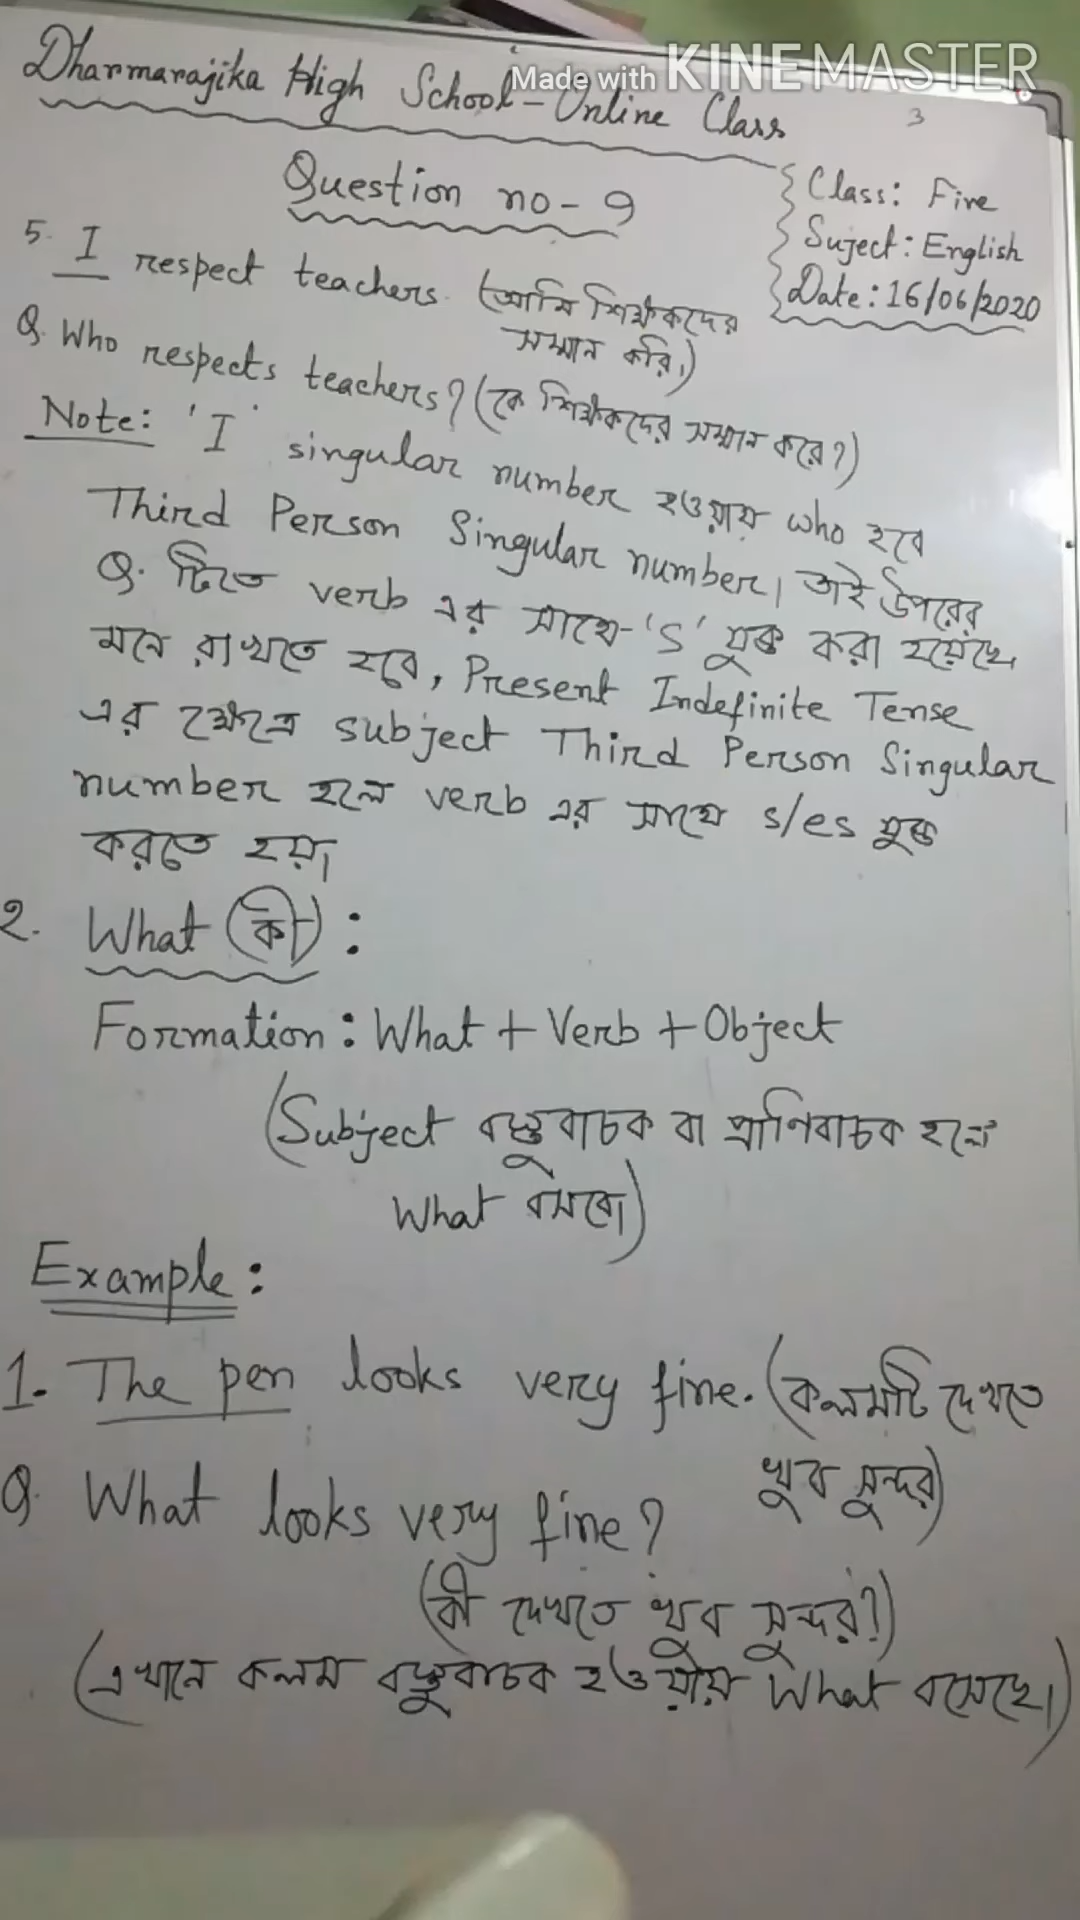 Made with KINEMASTER
Dharmarajika High School - Online Class
3
Class: Five
Suject: English
Date: 16/06/2020
Question no - 9
5. I respect teachers. (আমি শিক্ষকদের
সম্মান করি।)
Q. Who respects teachers? (কে শিক্ষকদের সম্মান করে?)
Note: 'I' singular number হওয়ায় who হবে
Third Person Singular number। তাই উপরের
Q. টিতে verb এর সাথে 'S' যুক্ত করা হয়েছে
মনে রাখতে হবে, Present Indefinite Tense
এর ক্ষেত্রে subject Third Person Singular
number হলে verb এর সাথে s/es যুক্ত
করতে হয়।
২. What (কী) :
Formation : What + Verb + Object
(Subject বস্তুবাচক বা প্রাণিবাচক হলে
What বসবে।)
Example :
1. The pen looks very fine. (কলমটি দেখতে
খুব সুন্দর)
Q. What looks very fine?
(কী দেখতে খুব সুন্দর?)
(এখানে কলম বস্তুবাচক হওয়ায় What বসেছে।)